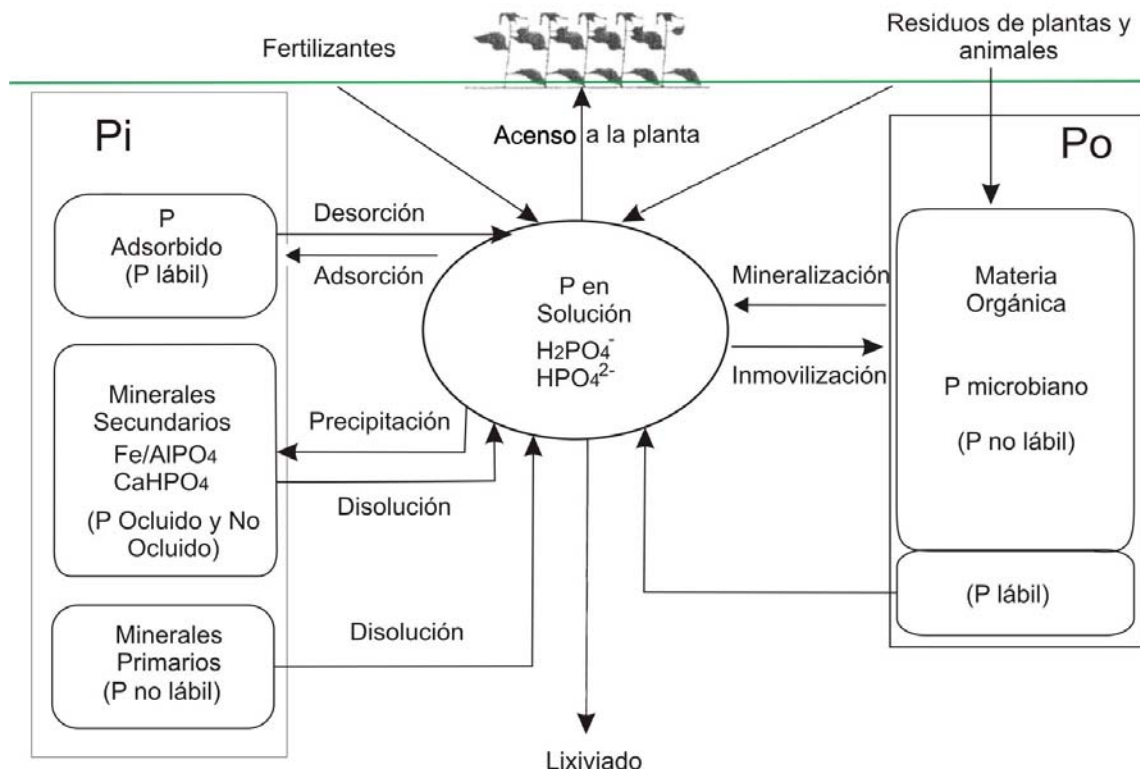 Fertilizantes
Residuos de plantas y
animales
Pi
Acenso a la planta
Po
P
Adsorbido
(P lábil)
Desorción
Adsorción
P en
Solución
H₂PO₄⁻
HPO₄²⁻
Mineralización
Inmovilización
Materia
Orgánica
P microbiano
(P no lábil)
Minerales
Secundarios
Fe/AlPO₄
CaHPO₄
(P Ocluido y No
Ocluido)
Precipitación
Disolución
(P lábil)
Minerales
Primarios
(P no lábil)
Disolución
Lixiviado